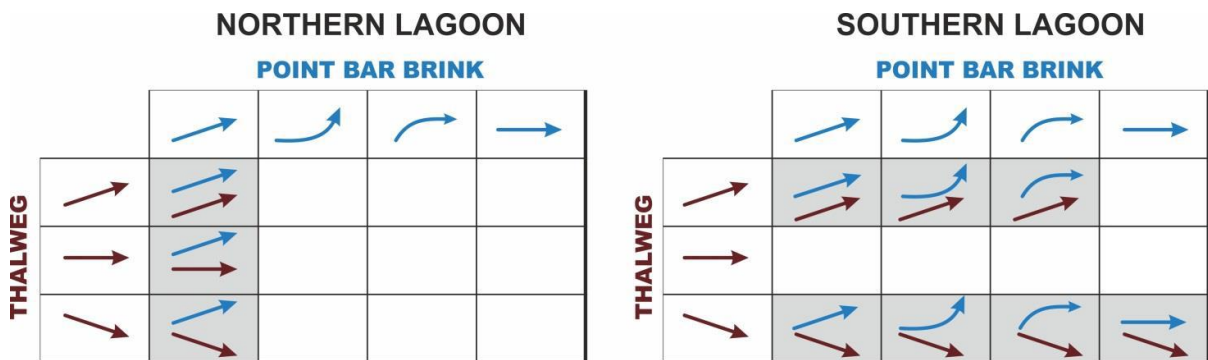 NORTHERN LAGOON
POINT BAR BRINK
THALWEG
SOUTHERN LAGOON
POINT BAR BRINK
THALWEG